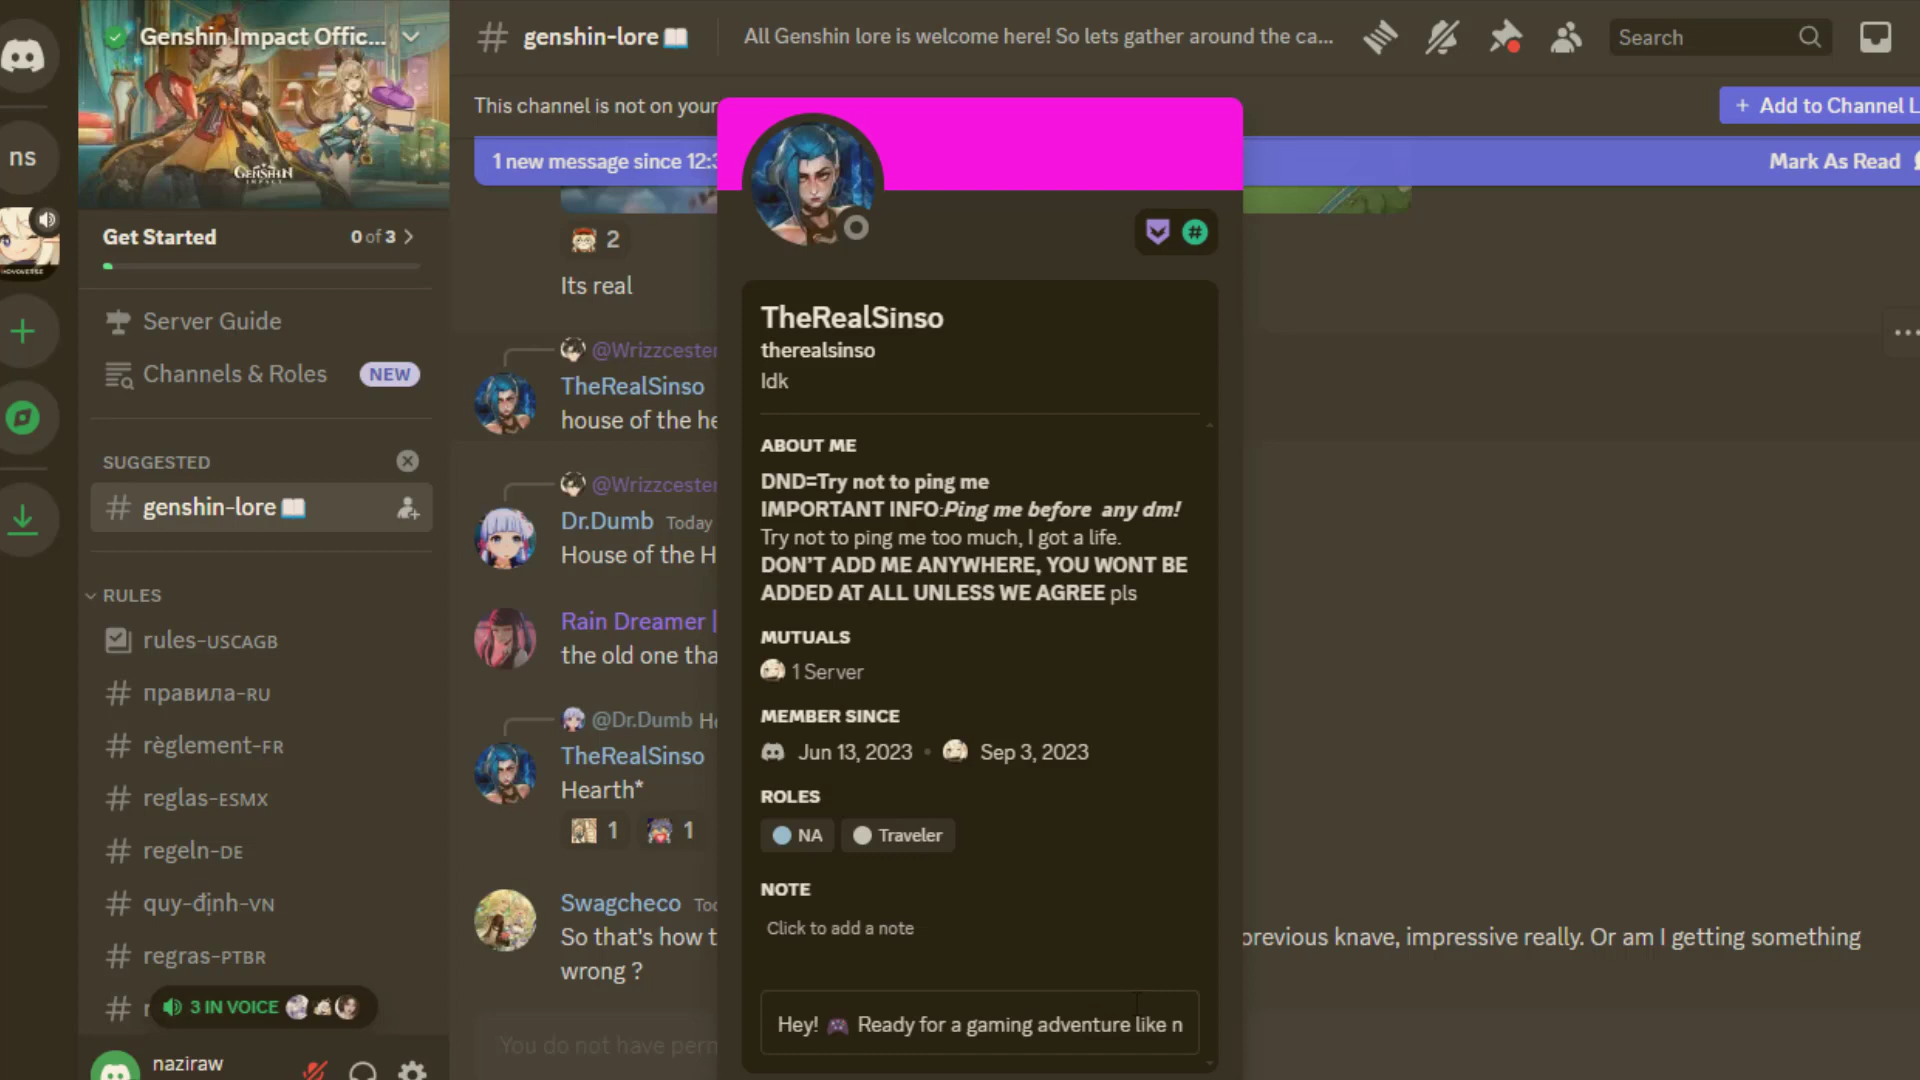 Genshin Impact Offic...
GENSHIN
IMPACT
ns
HOYOVERSE
Get Started
0 of 3
Server Guide
Channels & Roles
NEW
SUGGESTED
genshin-lore
RULES
rules-USCAGB
правила-RU
règlement-FR
reglas-ESMX
regeln-DE
quy-định-VN
regras-PTBR
3 IN VOICE
naziraw
genshin-lore
All Genshin lore is welcome here! So lets gather around the ca...
Search
This channel is not on your
+ Add to Channel L
1 new message since 12:3
Mark As Read
2
Its real
@Wrizzcester
TheRealSinso
house of the he
@Wrizzcester
Dr.Dumb Today
House of the H
Rain Dreamer |
the old one tha
@Dr.Dumb Ho
TheRealSinso
Hearth*
1 1
Swagcheco Too
So that's how t
previous knave, impressive really. Or am I getting something
wrong ?
You do not have perm
TheRealSinso
therealsinso
Idk
ABOUT ME
DND=Try not to ping me
IMPORTANT INFO:Ping me before any dm!
Try not to ping me too much, I got a life.
DON'T ADD ME ANYWHERE, YOU WONT BE
ADDED AT ALL UNLESS WE AGREE pls
MUTUALS
1 Server
MEMBER SINCE
Jun 13, 2023 • Sep 3, 2023
ROLES
NA
Traveler
NOTE
Click to add a note
Hey! 🎮 Ready for a gaming adventure like n